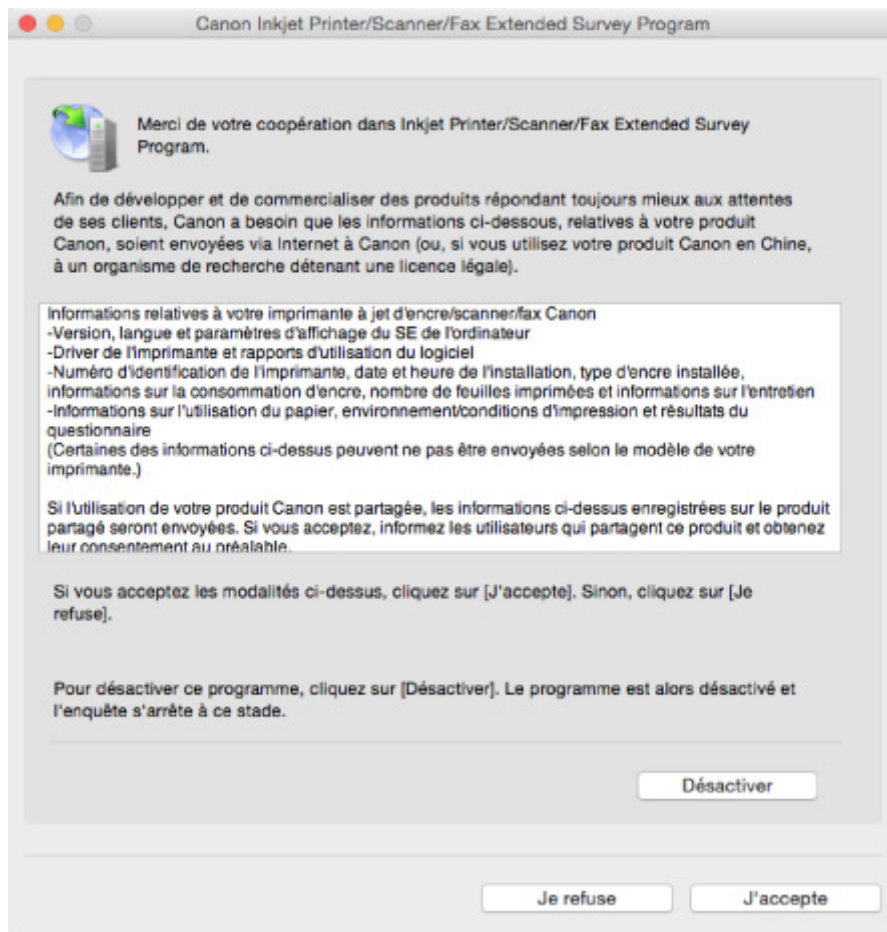 Canon Inkjet Printer/Scanner/Fax Extended Survey Program
Merci de votre coopération dans Inkjet Printer/Scanner/Fax Extended Survey
Program.
Afin de développer et de commercialiser des produits répondant toujours mieux aux attentes
de ses clients, Canon a besoin que les informations ci-dessous, relatives à votre produit
Canon, soient envoyées via Internet à Canon (ou, si vous utilisez votre produit Canon en Chine,
à un organisme de recherche détenant une licence légale).
Informations relatives à votre imprimante à jet d'encre/scanner/fax Canon
-Version, langue et paramètres d'affichage du SE de l'ordinateur
-Driver de l'imprimante et rapports d'utilisation du logiciel
-Numéro d'identification de l'imprimante, date et heure de l'installation, type d'encre installée,
informations sur la consommation d'encre, nombre de feuilles imprimées et informations sur l'entretien
-Informations sur l'utilisation du papier, environnement/conditions d'impression et résultats du
questionnaire
(Certaines des informations ci-dessus peuvent ne pas être envoyées selon le modèle de votre
imprimante.)
Si l'utilisation de votre produit Canon est partagée, les informations ci-dessus enregistrées sur le produit
partagé seront envoyées. Si vous acceptez, informez les utilisateurs qui partagent ce produit et obtenez
leur consentement au préalable.
Si vous acceptez les modalités ci-dessus, cliquez sur [J'accepte]. Sinon, cliquez sur [Je
refuse].
Pour désactiver ce programme, cliquez sur [Désactiver]. Le programme est alors désactivé et
l'enquête s'arrête à ce stade.
Désactiver
Je refuse
J'accepte